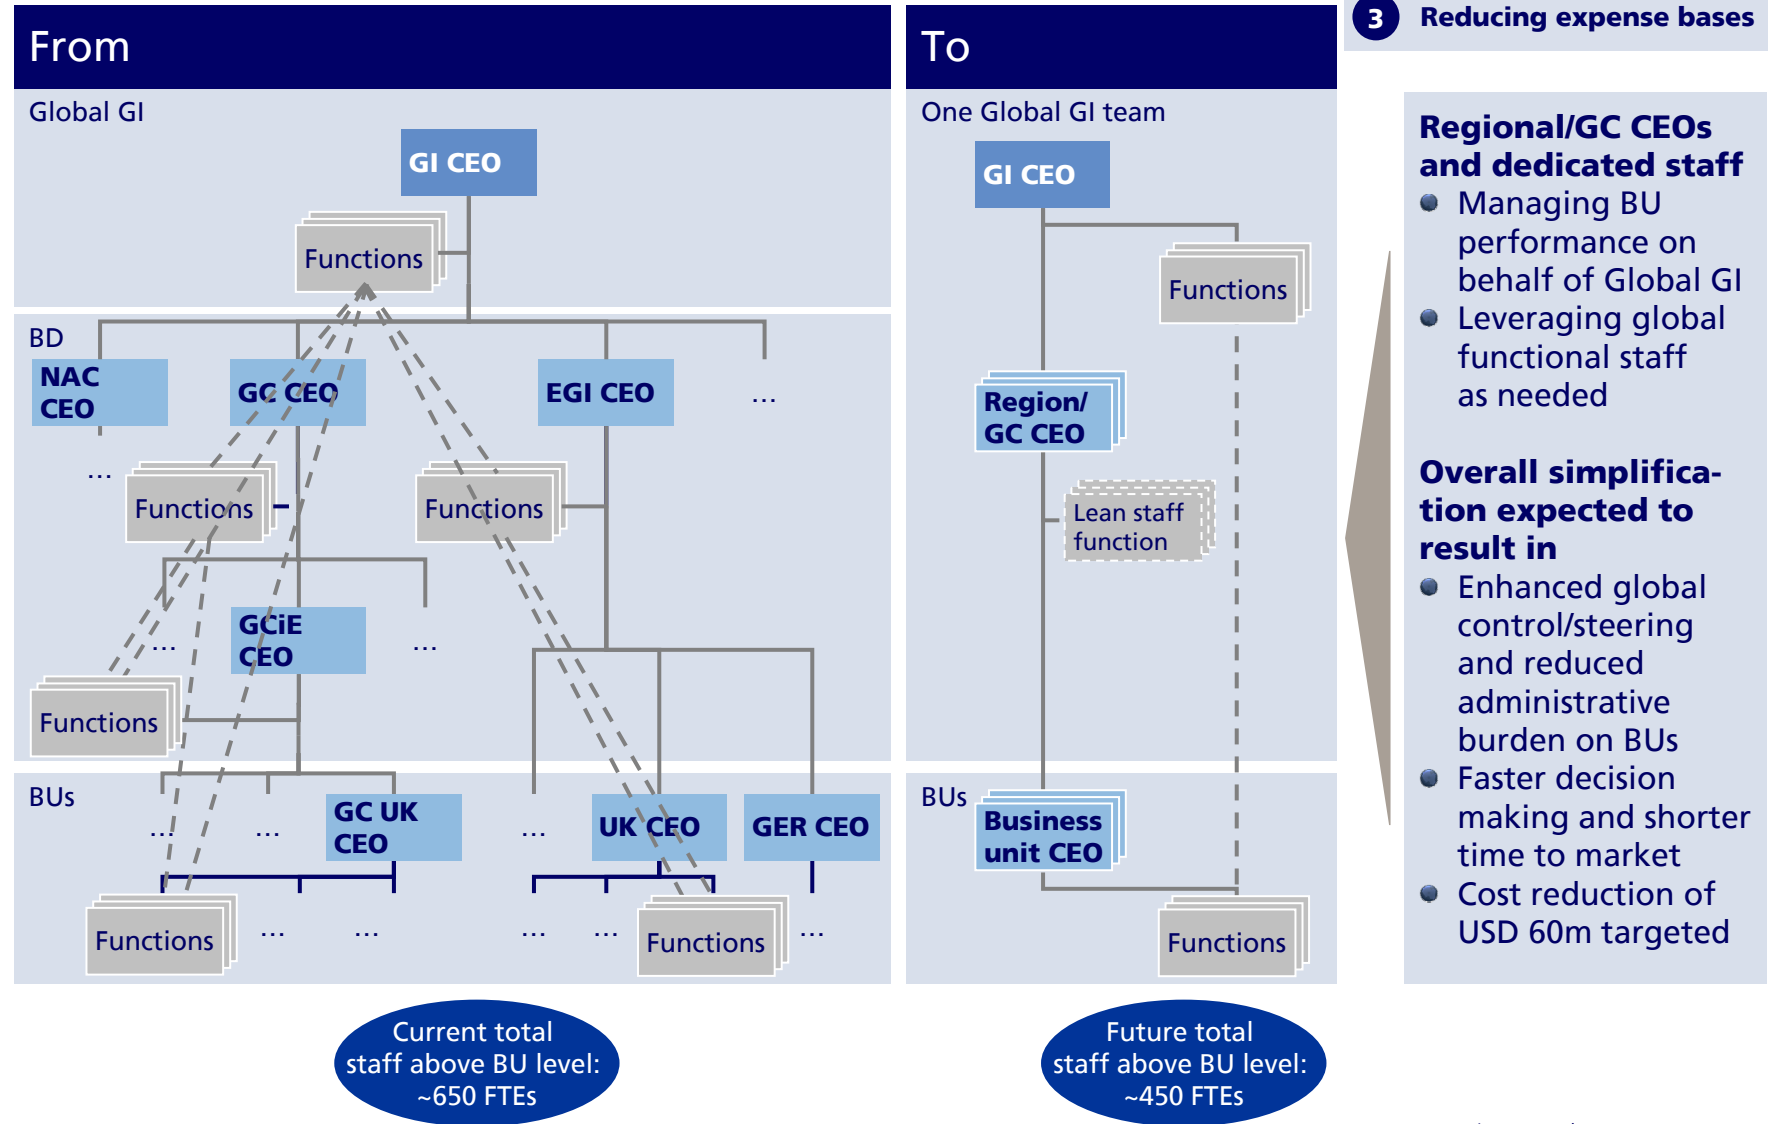 From
To
3 Reducing expense bases
Global GI
GI CEO
Functions
BD
NAC
CEO
GC CEO
EGI CEO
...
...
Functions
Functions
...
GCiE
CEO
...
Functions
BUs
...
...
GC UK
CEO
...
UK CEO
GER CEO
Functions
...
...
...
...
Functions
...
Current total
staff above BU level:
~650 FTEs
One Global GI team
GI CEO
Functions
Region/
GC CEO
Lean staff
function
BUs
Business
unit CEO
Functions
Future total
staff above BU level:
~450 FTEs
Regional/GC CEOs
and dedicated staff
Managing BU
performance on
behalf of Global GI
Leveraging global
functional staff
as needed
Overall simplifica-
tion expected to
result in
Enhanced global
control/steering
and reduced
administrative
burden on BUs
Faster decision
making and shorter
time to market
Cost reduction of
USD 60m targeted